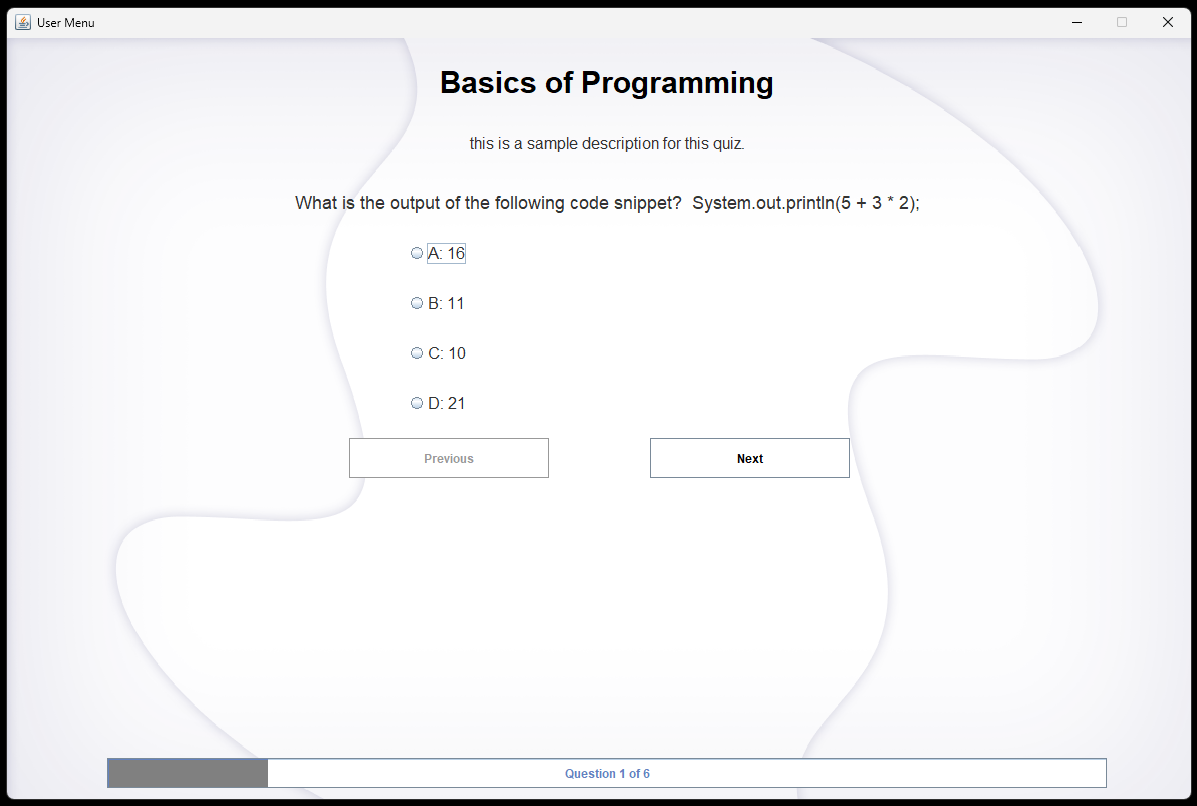 User Menu
Basics of Programming
this is a sample description for this quiz.
What is the output of the following code snippet?  System.out.println(5 + 3 * 2);
A: 16
B: 11
C: 10
D: 21
Previous
Next
Question 1 of 6